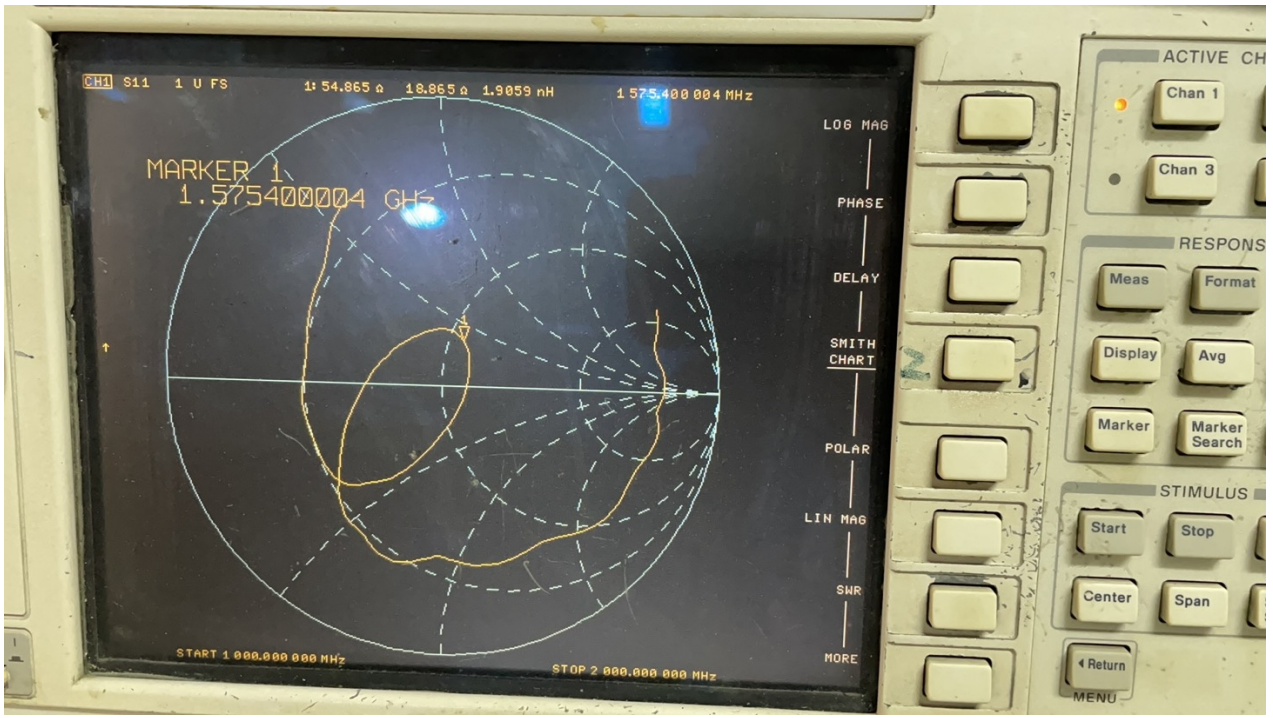 CH1 S11 1 U FS 1: 54.865 Ω 18.865 Ω 1.9059 nH 1 575.400 004 MHz
MARKER 1
1.575400004 GHz
1
LOG MAG
PHASE
DELAY
SMITH
CHART
POLAR
LIN MAG
SWR
MORE
START 1 000.000 000 MHz
STOP 2 000.000 000 MHz
ACTIVE CH
Chan 1
Chan 3
RESPONS
Meas
Format
Display
Avg
Marker
Marker
Search
STIMULUS
Start
Stop
Center
Span
Return
MENU